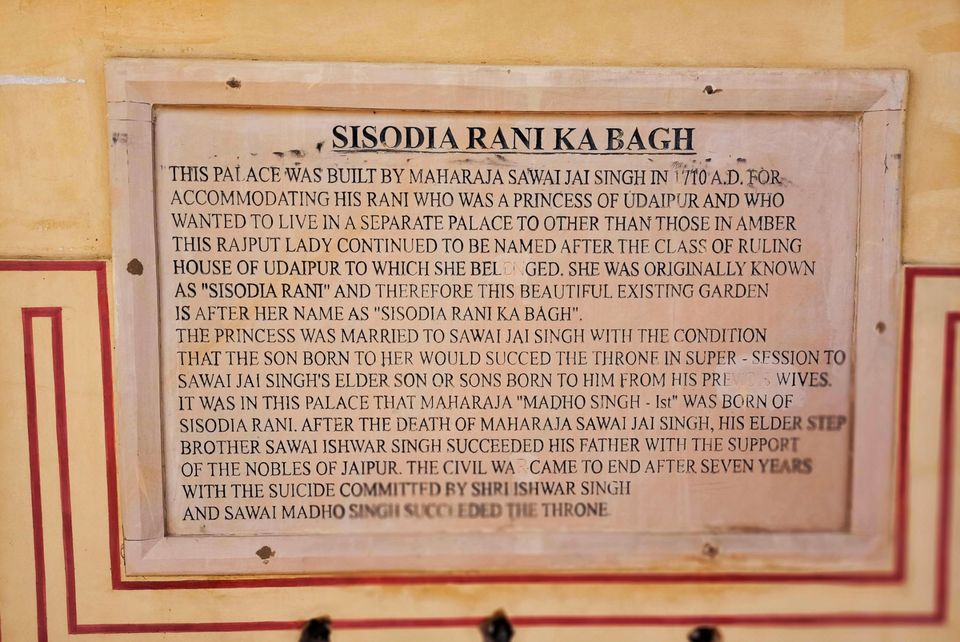 SISODIA RANI KA BAGH
THIS PALACE WAS BUILT BY MAHARAJA SAWAI JAI SINGH IN 1710 A.D. FOR
ACCOMMODATING HIS RANI WHO WAS A PRINCESS OF UDAIPUR AND WHO
WANTED TO LIVE IN A SEPARATE PALACE TO OTHER THAN THOSE IN AMBER
THIS RAJPUT LADY CONTINUED TO BE NAMED AFTER THE CLASS OF RULING
HOUSE OF UDAIPUR TO WHICH SHE BELONGED. SHE WAS ORIGINALLY KNOWN
AS "SISODIA RANI" AND THEREFORE THIS BEAUTIFUL EXISTING GARDEN
IS AFTER HER NAME AS "SISODIA RANI KA BAGH".
THE PRINCESS WAS MARRIED TO SAWAI JAI SINGH WITH THE CONDITION
THAT THE SON BORN TO HER WOULD SUCCED THE THRONE IN SUPER - SESSION TO
SAWAI JAI SINGH'S ELDER SON OR SONS BORN TO HIM FROM HIS WIVES.
IT WAS IN THIS PALACE THAT MAHARAJA "MADHO SINGH - Ist" WAS BORN OF
SISODIA RANI. AFTER THE DEATH OF MAHARAJA SAWAI JAI SINGH, HIS ELDER STEP
BROTHER SAWAI ISHWAR SINGH SUCCEEDED HIS FATHER WITH THE SUPPORT
OF THE NOBLES OF JAIPUR. THE CIVIL WAR CAME TO END AFTER SEVEN YEARS
WITH THE SUICIDE COMMITTED BY SHRI ISHWAR SINGH
AND SAWAI MADHO SINGH SUCCEEDED THE THRONE